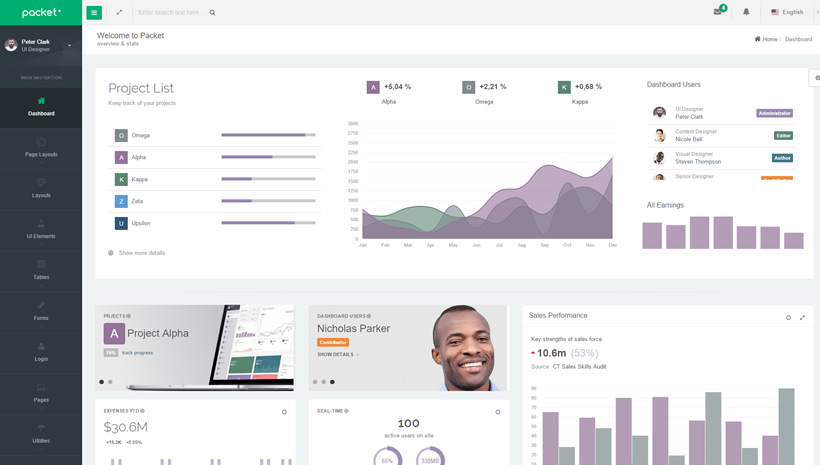 packet
4
Search text here...
English
Peter Clark
UI Designer
MAIN NAVIGATION
Dashboard
Page Layouts
Layouts
UI Elements
Tables
Forms
Login
Pages
Utilities
Welcome to Packet
overview & stats
Home / Dashboard
Project List
Keep track of your projects
O Omega
A Alpha
K Kappa
Z Zeta
U Upsilon
Show more details
A +5,04 %
Alpha
O +2,21 %
Omega
K +0,68 %
Kappa
3000
2750
2500
2250
2000
1750
1500
1250
1000
750
500
250
0
Jan Feb Mar Apr May Jun Jul Aug Sep Oct Nov Dec
Dashboard Users
UI Designer
Peter Clark
Administrator
Content Designer
Nicole Bell
Editor
Visual Designer
Steven Thompson
Author
Senior Designer
All Earnings
PRJECTS
A Project Alpha
76% track progress
DASHBOARD USERS
Nicholas Parker
Contributor
SHOW DETAILS
Sales Performance
Key strengths of sales force
10.6m (53%)
Source: CT Sales Skills Audit
90
80
70
60
50
40
30
20
10
EXPENSES YTD
$30.6M
+0.05%
REAL-TIME
100
active users on site
66%
330MB